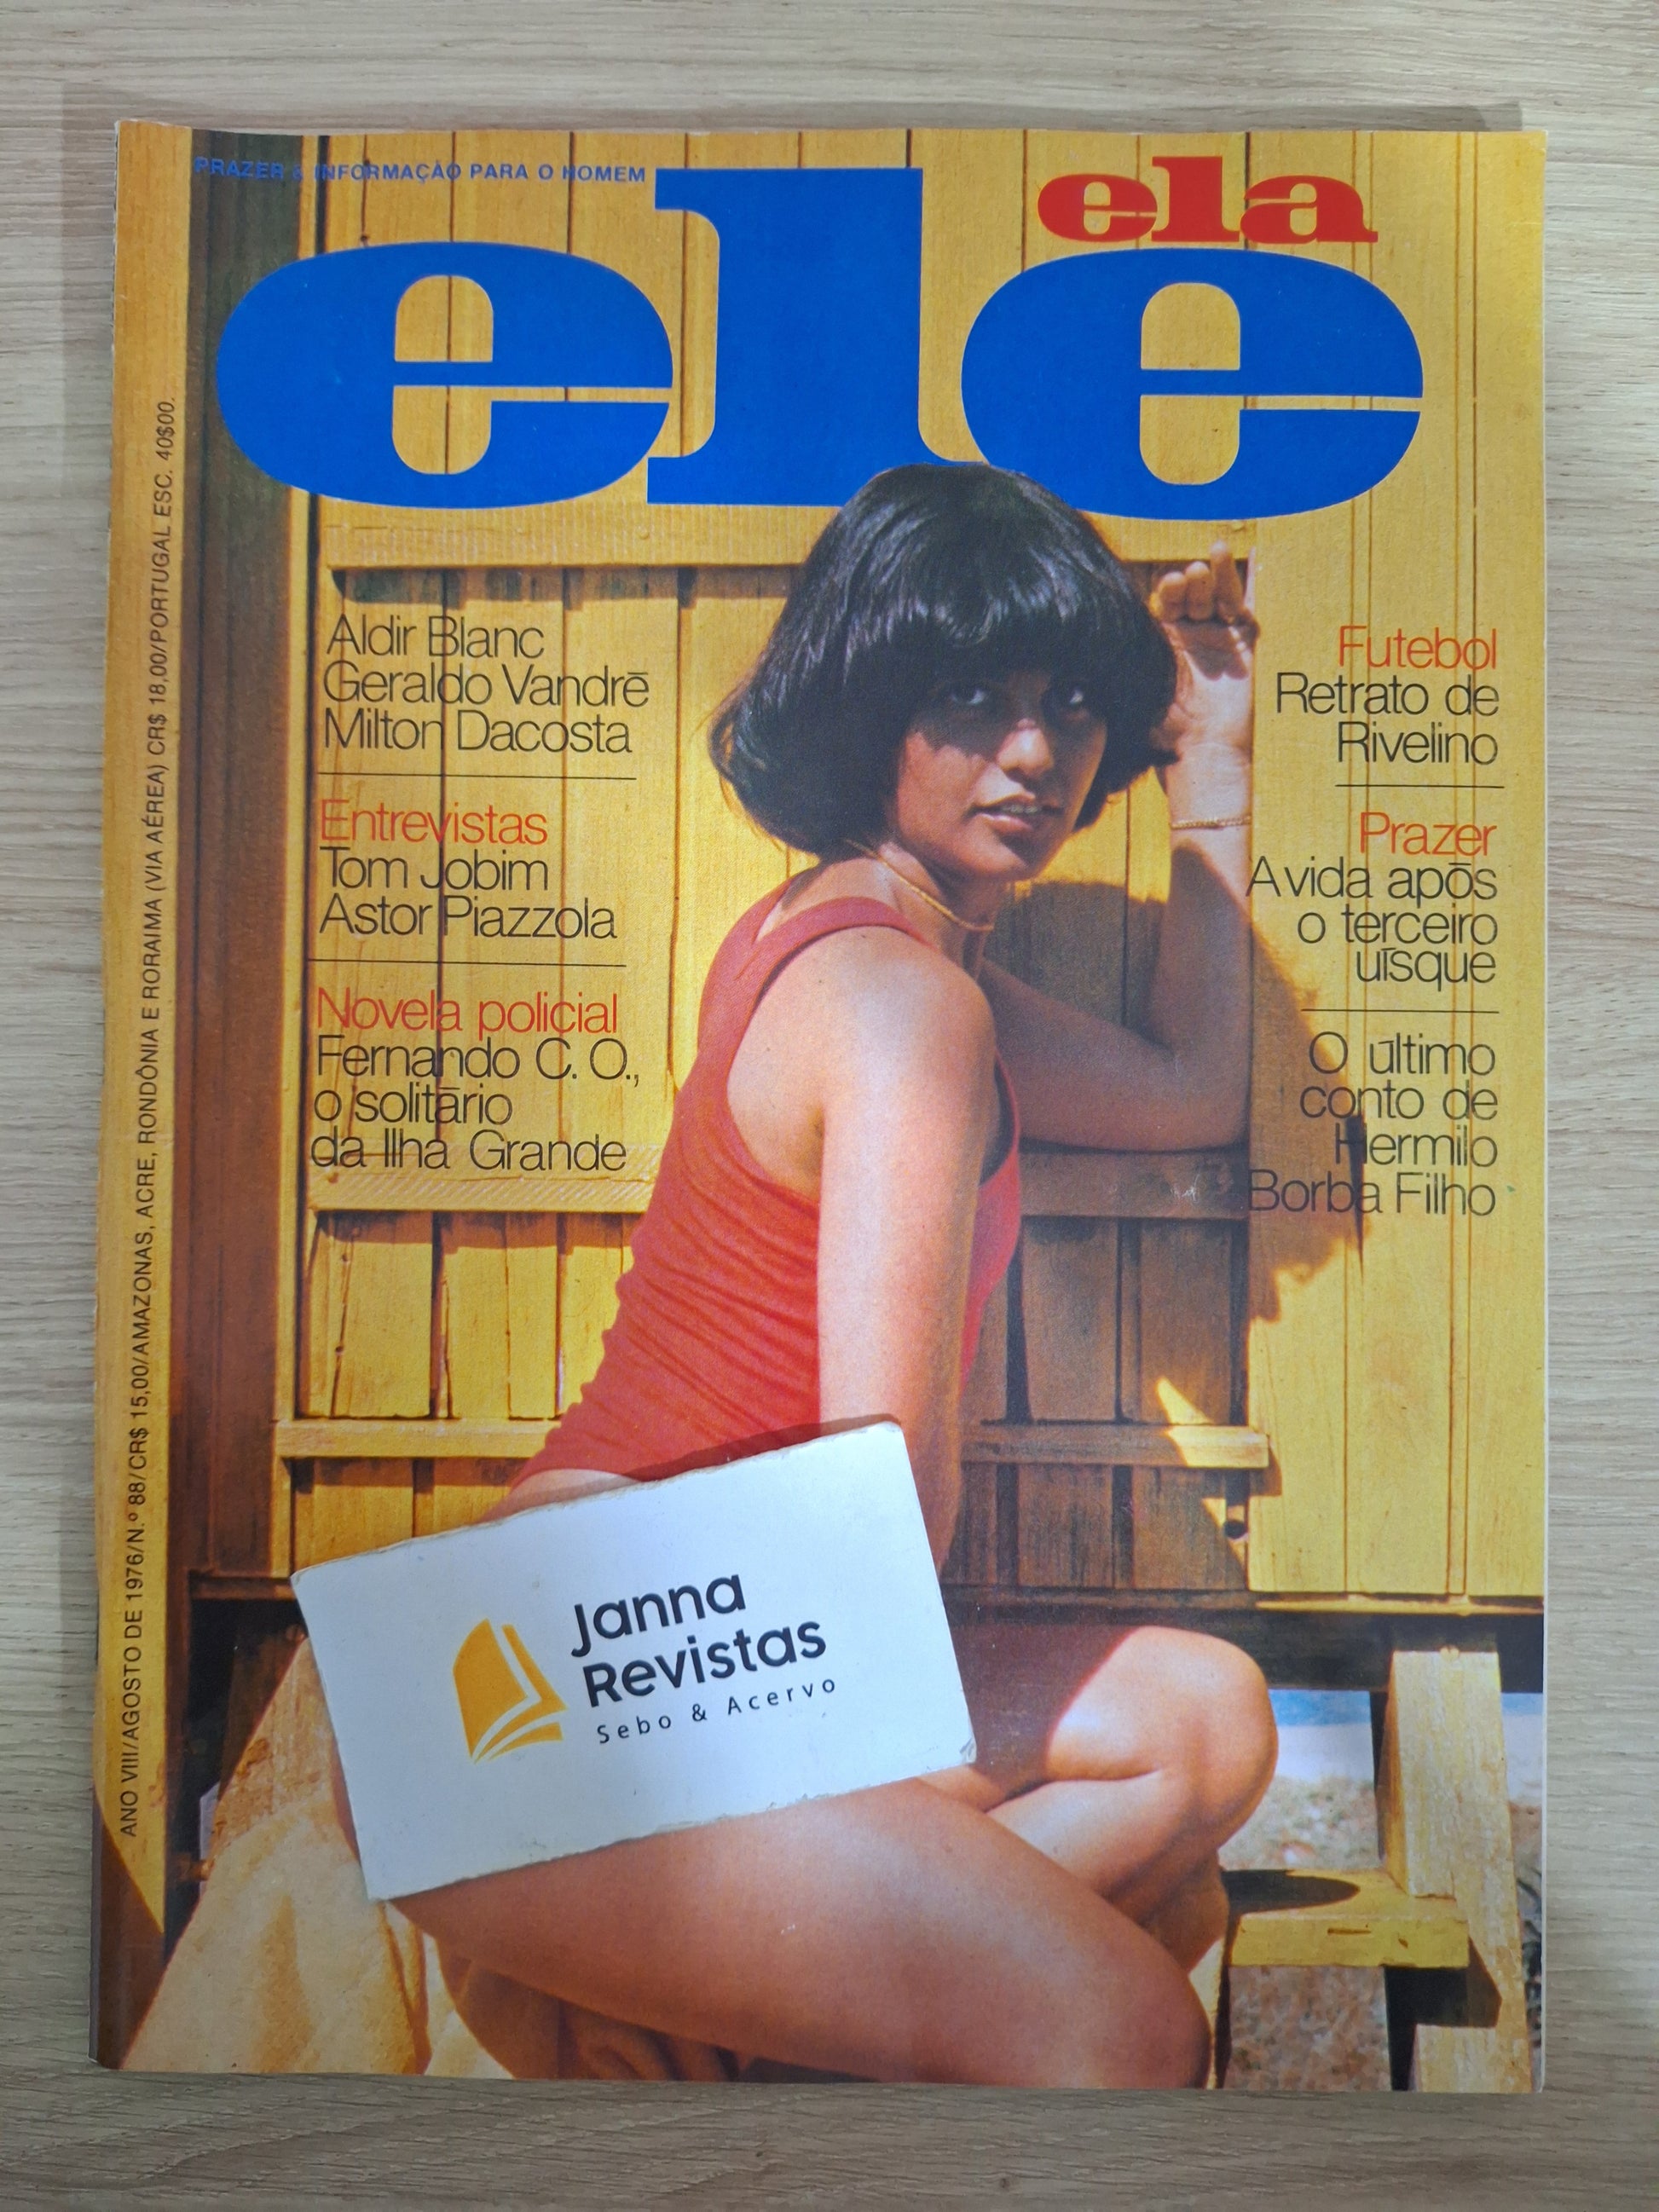 PRAZER & INFORMAÇÃO PARA O HOMEM
ela
ele
Aldir Blanc
Geraldo Vandré
Milton Dacosta
Entrevistas
Tom Jobim
Astor Piazzola
Novela policial
Fernando C. O.,
o solitário
da Ilha Grande
Futebol
Retrato de
Rivelino
Prazer
A vida após
o terceiro
uísque
O último
conto de
Hermilo
Borba Filho
ANO VIII/AGOSTO DE 1976/N.º 88/CR$ 15,00/AMAZONAS, ACRE, RONDÔNIA E RORAIMA (VIA AÉREA) CR$ 18,00/PORTUGAL ESC. 40$00.
Janna
Revistas
Sebo & Acervo